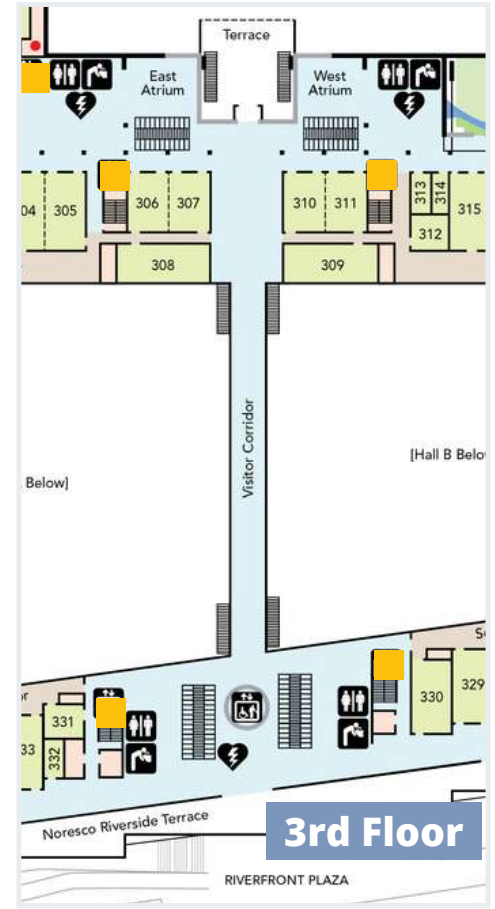 Terrace
East
Atrium
West
Atrium
04
305
306
307
310
311
313
314
315
312
308
309
Visitor Corridor
Below]
[Hall B Belo
331
332
33
330
329
Noresco Riverside Terrace
3rd Floor
RIVERFRONT PLAZA